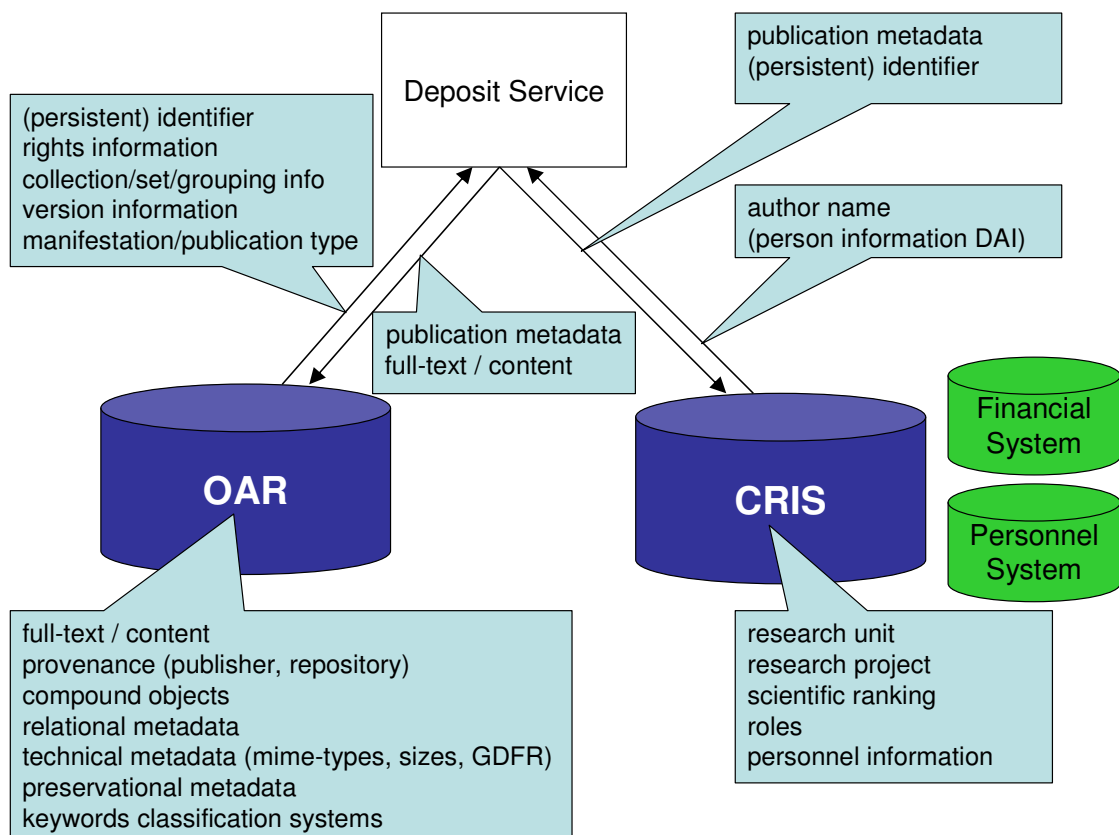 Deposit Service
publication metadata
(persistent) identifier
(persistent) identifier
rights information
collection/set/grouping info
version information
manifestation/publication type
author name
(person information DAI)
publication metadata
full-text / content
Financial
System
OAR
CRIS
Personnel
System
full-text / content
provenance (publisher, repository)
compound objects
relational metadata
technical metadata (mime-types, sizes, GDFR)
preservational metadata
keywords classification systems
research unit
research project
scientific ranking
roles
personnel information